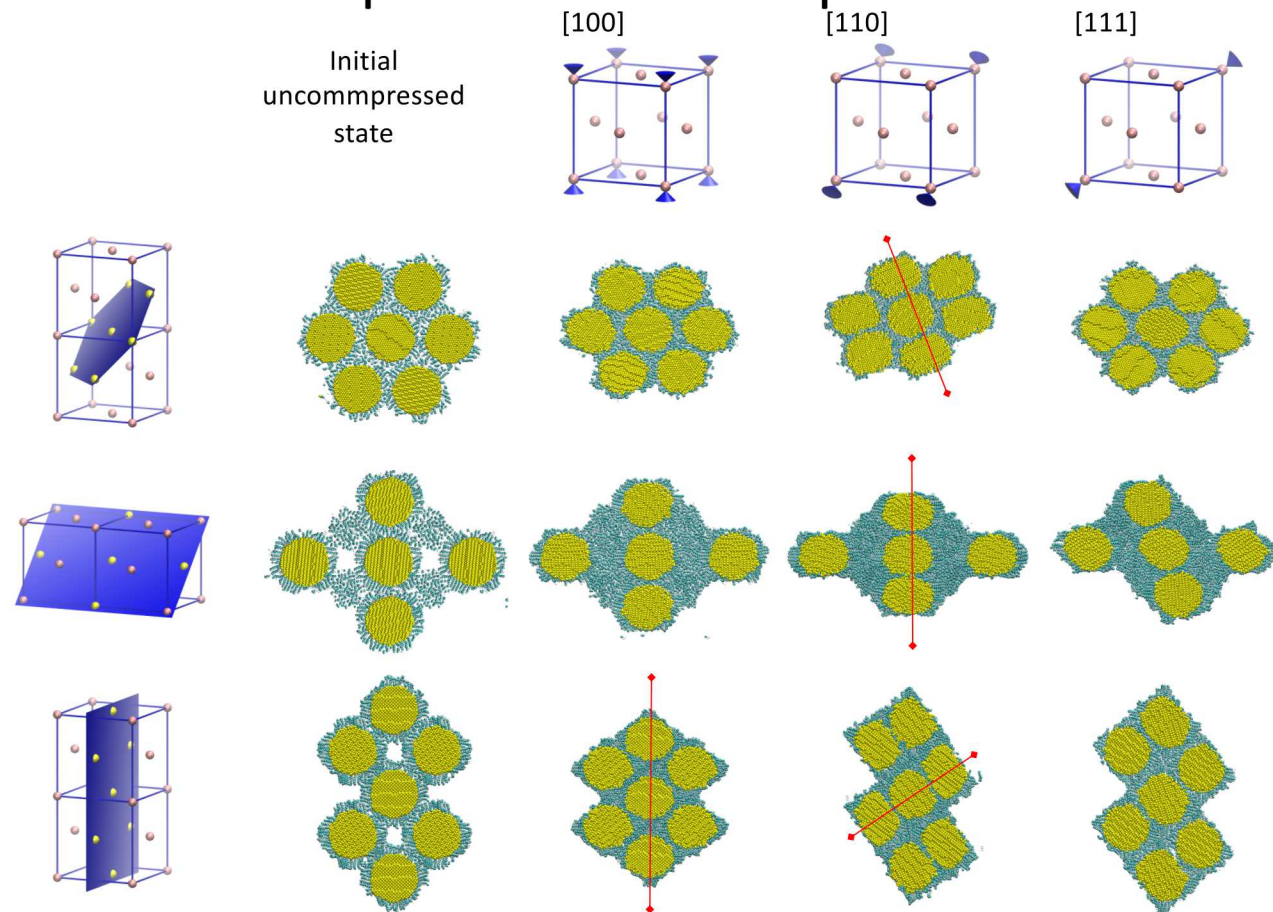 [100]
[110]
[111]
Initial
uncommpressed
state